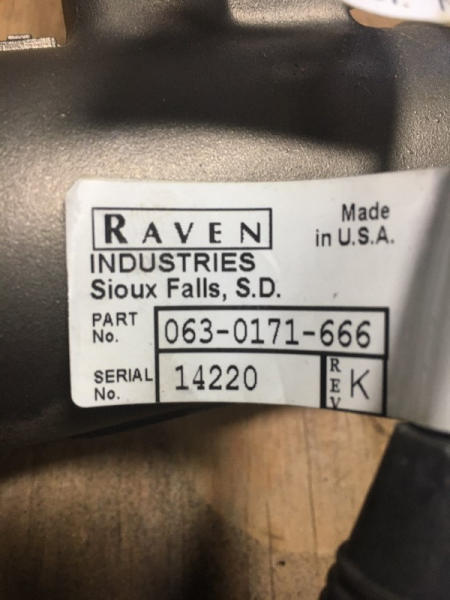 RAVEN
INDUSTRIES
Sioux Falls, S.D.
Made
in U.S.A.
PART
No.
063-0171-666
SERIAL
No.
14220
REV
K